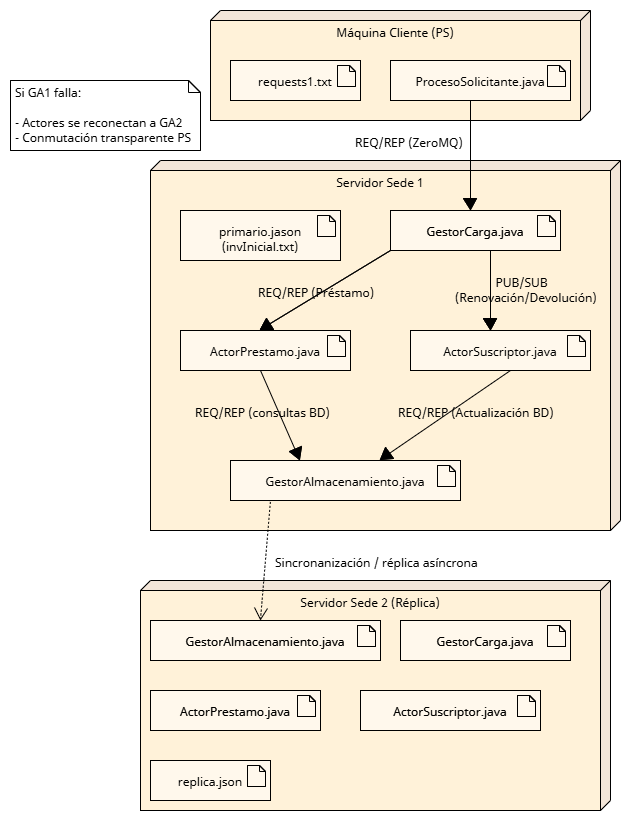 Máquina Cliente (PS)
requests1.txt
ProcesoSolicitante.java
Si GA1 falla:
- Actores se reconectan a GA2
- Conmutación transparente PS
REQ/REP (ZeroMQ)
Servidor Sede 1
primario.jason
(invInicial.txt)
GestorCarga.java
REQ/REP (Préstamo)
PUB/SUB
(Renovación/Devolución)
ActorPrestamo.java
ActorSuscriptor.java
REQ/REP (consultas BD)
REQ/REP (Actualización BD)
GestorAlmacenamiento.java
Sincronanización / réplica asíncrona
Servidor Sede 2 (Réplica)
GestorAlmacenamiento.java
GestorCarga.java
ActorPrestamo.java
ActorSuscriptor.java
replica.json